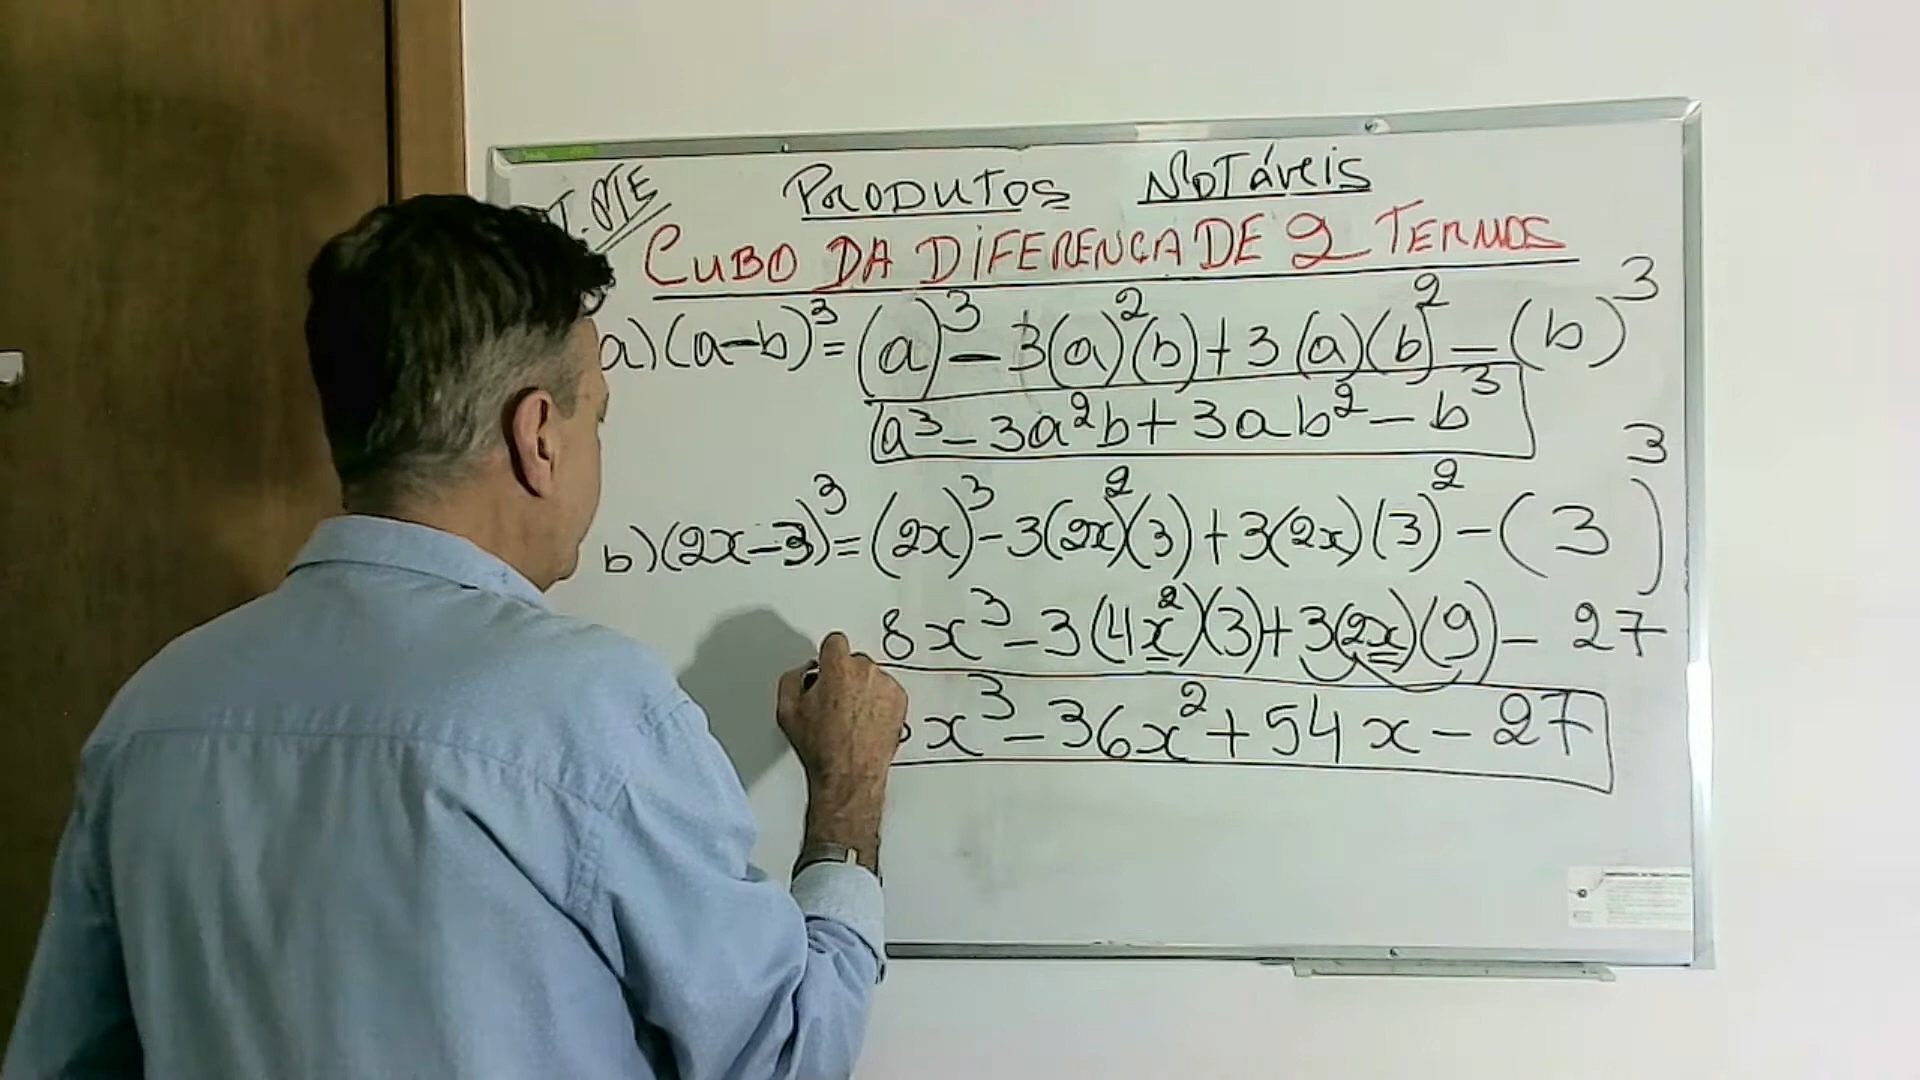 PRODUTOS NOTÁVEIS
CUBO DA DIFERENÇA DE 2 TERMOS
a) (a-b)³ = (a)³ - 3(a)²(b) + 3(a)(b)² - (b)³
a³ - 3a²b + 3ab² - b³
b) (2x-3)³ = (2x)³ - 3(2x)²(3) + 3(2x)(3)² - (3)³
8x³ - 3(4x²)(3) + 3(2x)(9) - 27
x³ - 36x² + 54x - 27